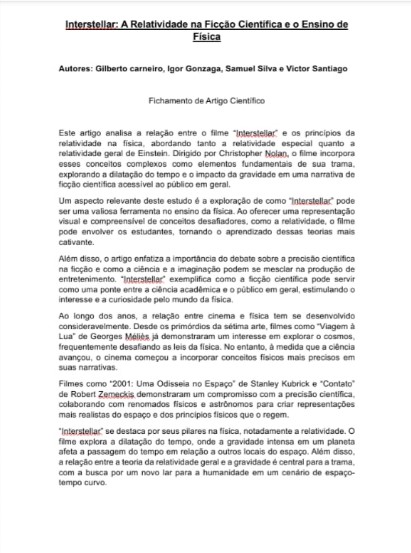 Interstellar: A Relatividade na Ficção Científica e o Ensino de
Física
Autores: Gilberto carneiro, Igor Gonzaga, Samuel Silva e Victor Santiago
Fichamento de Artigo Científico
Este artigo analisa a relação entre o filme "Interstellar" e os princípios da
relatividade na física, abordando tanto a relatividade especial quanto a
relatividade geral de Einstein. Dirigido por Christopher Nolan, o filme incorpora
esses conceitos complexos como elementos fundamentais de sua trama,
explorando a dilatação do tempo e o impacto da gravidade em uma narrativa de
ficção científica acessível ao público em geral.
Um aspecto relevante deste estudo é a exploração de como "Interstellar" pode
ser uma valiosa ferramenta no ensino da física. Ao oferecer uma representação
visual e compreensível de conceitos desafiadores, como a relatividade, o filme
pode envolver os estudantes, tornando o aprendizado dessas teorias mais
cativante.
Além disso, o artigo enfatiza a importância do debate sobre a precisão científica
na ficção e como a ciência e a imaginação podem se mesclar na produção de
entretenimento. "Interstellar" exemplifica como a ficção científica pode servir
como uma ponte entre a ciência acadêmica e o público em geral, estimulando o
interesse e a curiosidade pelo mundo da física.
Ao longo dos anos, a relação entre cinema e física tem se desenvolvido
consideravelmente. Desde os primórdios da sétima arte, filmes como "Viagem à
Lua" de Georges Méliès já demonstraram um interesse em explorar o cosmos,
frequentemente desafiando as leis da física. No entanto, à medida que a ciência
avançou, o cinema começou a incorporar conceitos físicos mais precisos em
suas narrativas.
Filmes como "2001: Uma Odisseia no Espaço" de Stanley Kubrick e "Contato"
de Robert Zemeckis demonstraram um compromisso com a precisão científica,
colaborando com renomados físicos e astrônomos para criar representações
mais realistas do espaço e dos princípios físicos que o regem.
"Interstellar" se destaca por seus pilares na física, notadamente a relatividade. O
filme explora a dilatação do tempo, onde a gravidade intensa em um planeta
afeta a passagem do tempo em relação a outros locais do espaço. Além disso,
a relação entre a teoria da relatividade geral e a gravidade é central para a trama,
com a busca por um novo lar para a humanidade em um cenário de espaço-
tempo curvo.